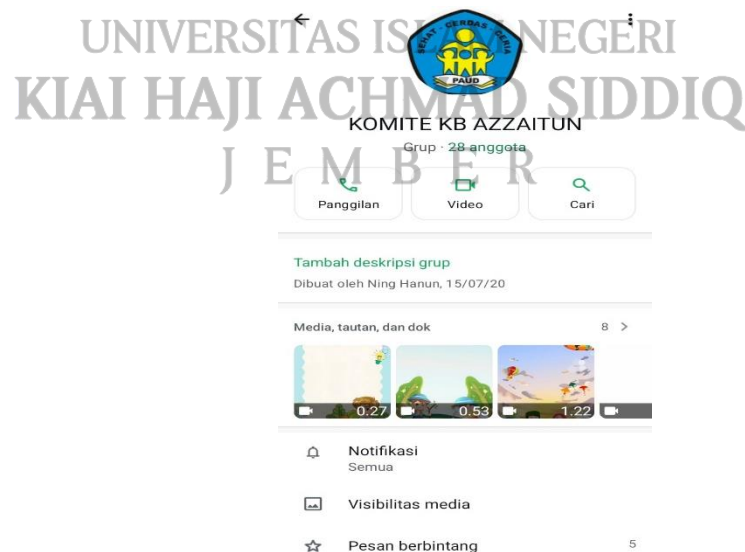 UNIVERSITAS ISLAM NEGERI
KIAI HAJI ACHMAD SIDDIQ
JEMBER
SEHAT - CERDAS - CERIA
PAUD
KOMITE KB AZZAITUN
Grup · 28 anggota
Panggilan
Video
Cari
Tambah deskripsi grup
Dibuat oleh Ning Hanun, 15/07/20
Media, tautan, dan dok 8 >
0.27 0.53 1.22
Notifikasi
Semua
Visibilitas media
Pesan berbintang 5